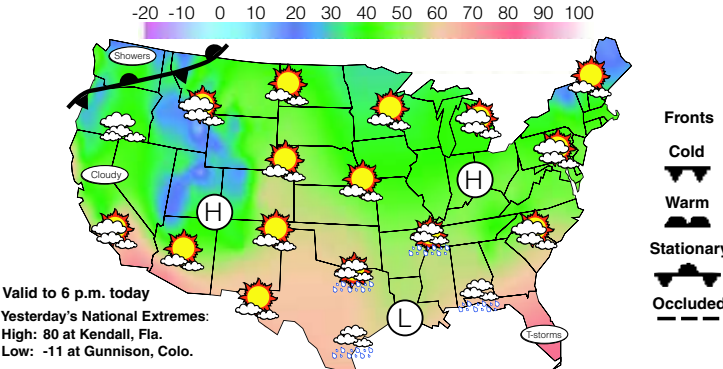 -20 -10 0 10 20 30 40 50 60 70 80 90 100
Showers
Cloudy
H
H
L
T-storms
Valid to 6 p.m. today
Yesterday's National Extremes:
High: 80 at Kendall, Fla.
Low: -11 at Gunnison, Colo.
Fronts
Cold
Warm
Stationary
Occluded